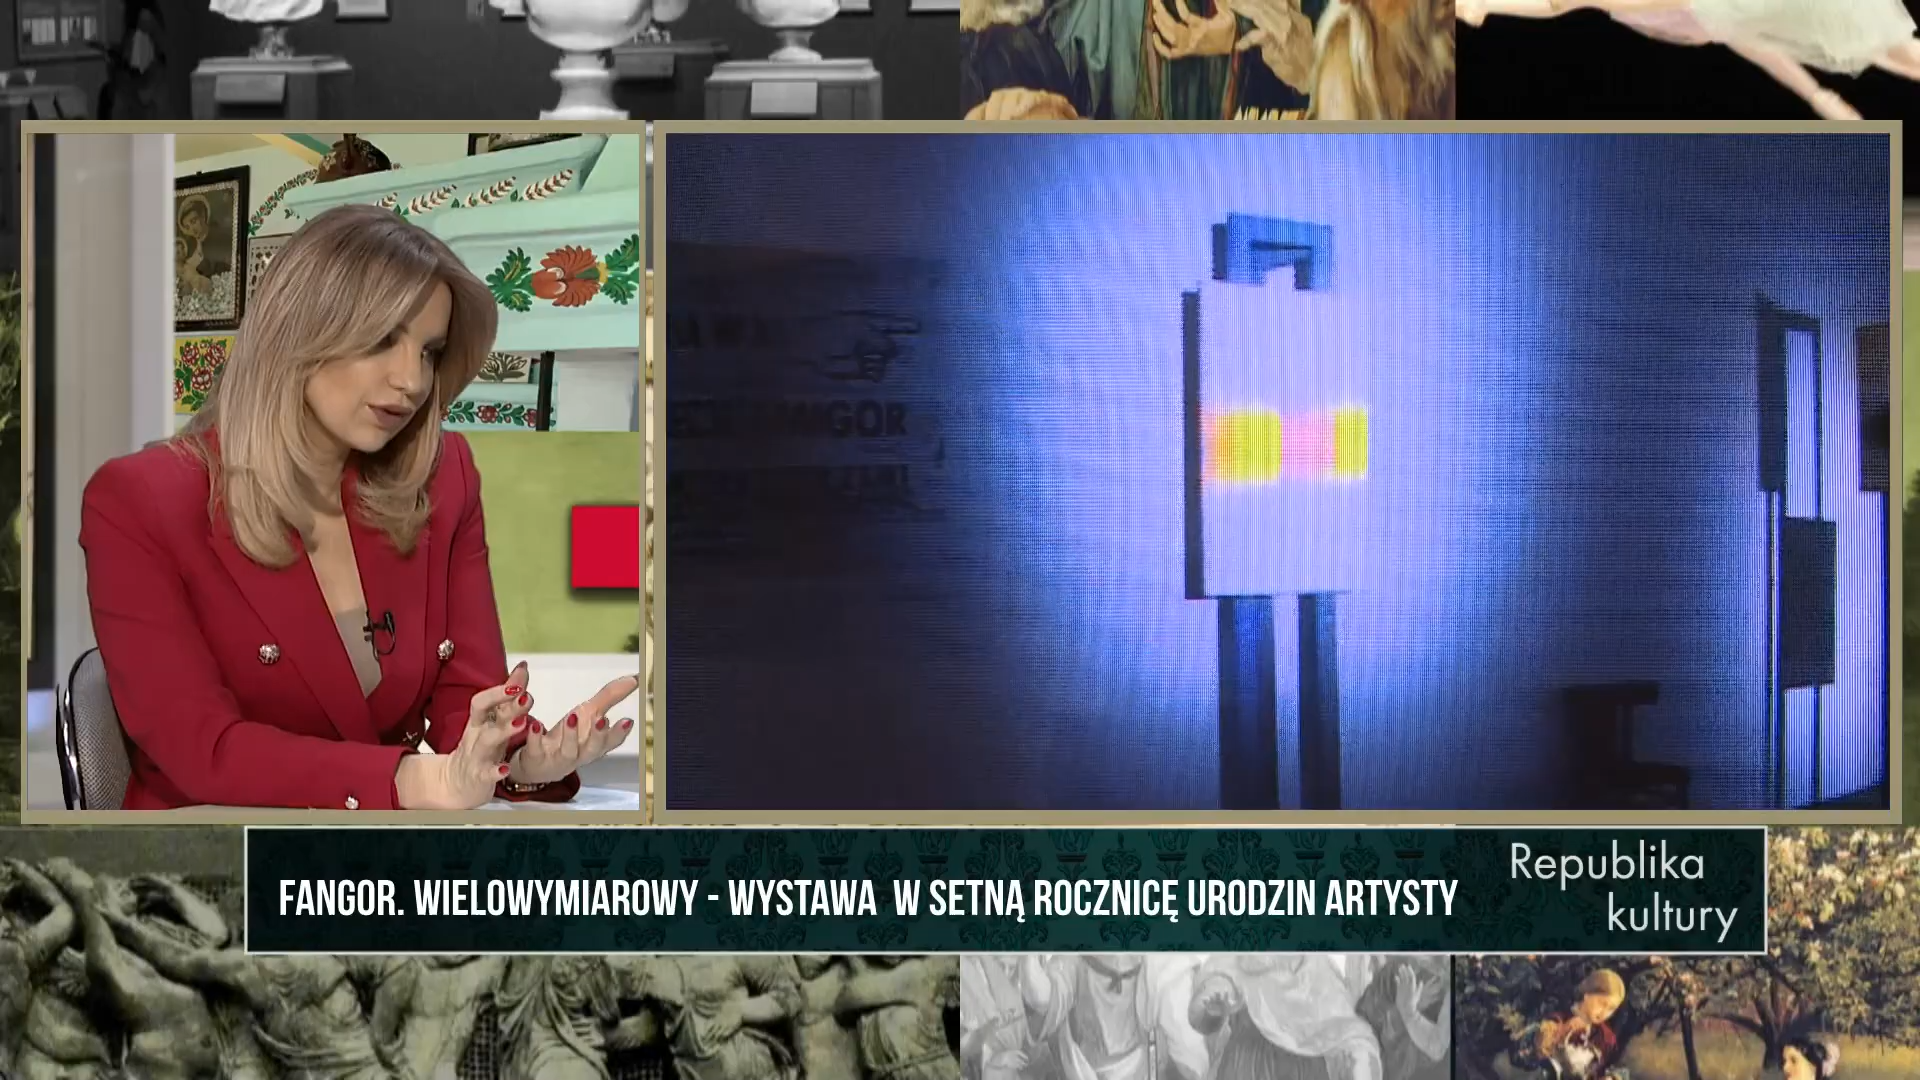 FANGOR. WIELOWYMIAROWY - WYSTAWA W SETNĄ ROCZNICĘ URODZIN ARTYSTY
Republika
kultury